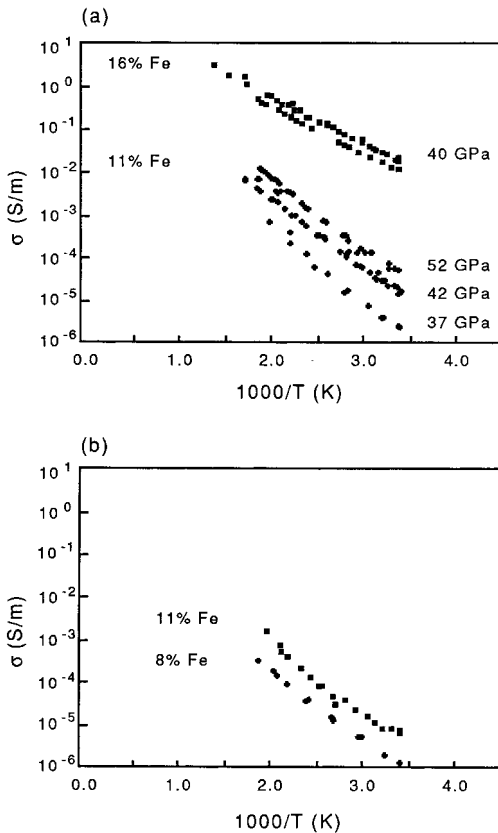 (a)
10^1
16% Fe
10^0
10^-1
40 GPa
11% Fe
10^-2
σ (S/m)
10^-3
10^-4
52 GPa
42 GPa
10^-5
37 GPa
10^-6
0.0 1.0 2.0 3.0 4.0
1000/T (K)
(b)
10^1
10^0
10^-1
10^-2
σ (S/m)
11% Fe
10^-3
8% Fe
10^-4
10^-5
10^-6
0.0 1.0 2.0 3.0 4.0
1000/T (K)